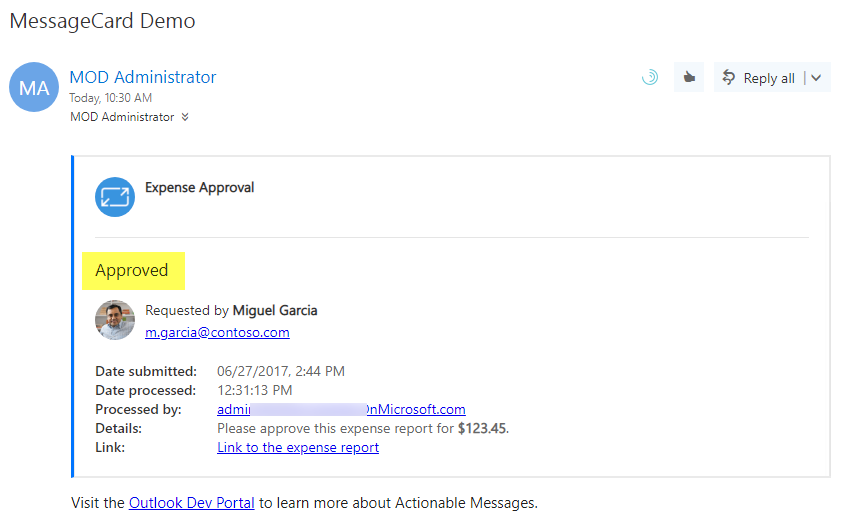 MessageCard Demo
MA
MOD Administrator
Today, 10:30 AM
MOD Administrator
Reply all
Expense Approval
Approved
Requested by Miguel Garcia
m.garcia@contoso.com
Date submitted: 06/27/2017, 2:44 PM
Date processed: 12:31:13 PM
Processed by: admi nMicrosoft.com
Details: Please approve this expense report for $123.45.
Link: Link to the expense report
Visit the Outlook Dev Portal to learn more about Actionable Messages.